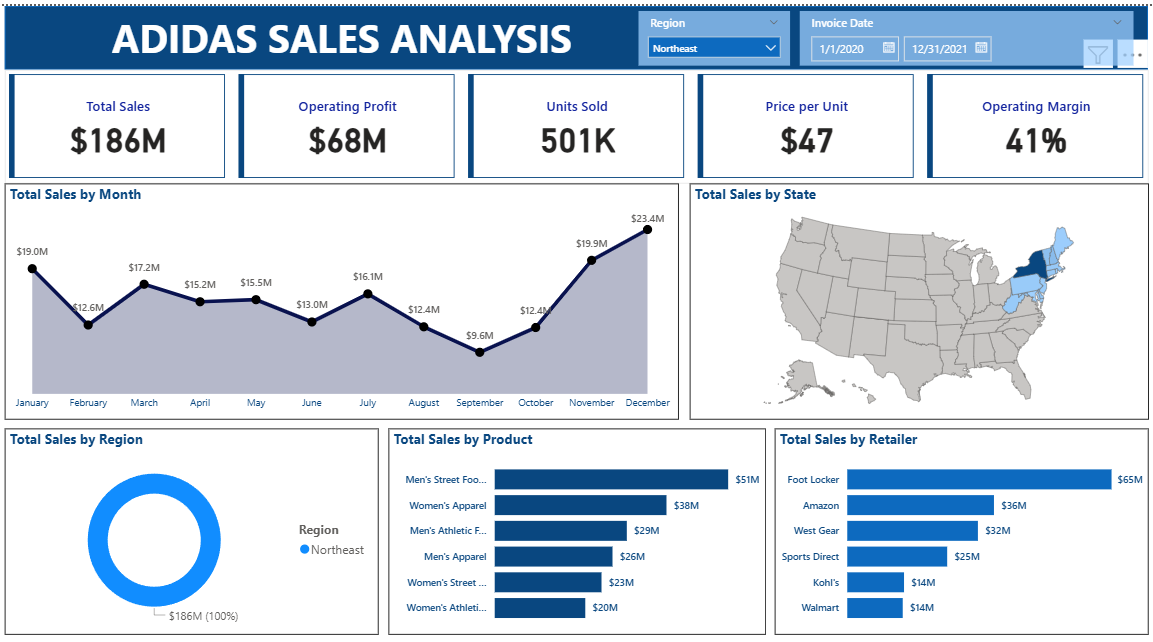 ADIDAS SALES ANALYSIS
Region
Northeast
Invoice Date
1/1/2020
12/31/2021
Total Sales
$186M
Operating Profit
$68M
Units Sold
501K
Price per Unit
$47
Operating Margin
41%
Total Sales by Month
$19.0M
$12.6M
$17.2M
$15.2M
$15.5M
$13.0M
$16.1M
$12.4M
$9.6M
$12.4M
$19.9M
$23.4M
January February March April May June July August September October November December
Total Sales by State
Total Sales by Region
$186M (100%)
Region
Northeast
Total Sales by Product
Men's Street Foo... $51M
Women's Apparel $38M
Men's Athletic F... $29M
Men's Apparel $26M
Women's Street ... $23M
Women's Athleti... $20M
Total Sales by Retailer
Foot Locker $65M
Amazon $36M
West Gear $32M
Sports Direct $25M
Kohl's $14M
Walmart $14M